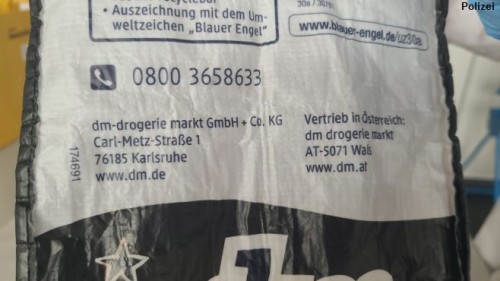 Polizei
• Auszeichnung mit dem Um-
weltzeichen „Blauer Engel“
www.blauer-engel.de/uz30a
0800 3658633
dm-drogerie markt GmbH + Co. KG
Carl-Metz-Straße 1
76185 Karlsruhe
www.dm.de
Vertrieb in Österreich:
dm drogerie markt
AT-5071 Wals
www.dm.at
174691
dm